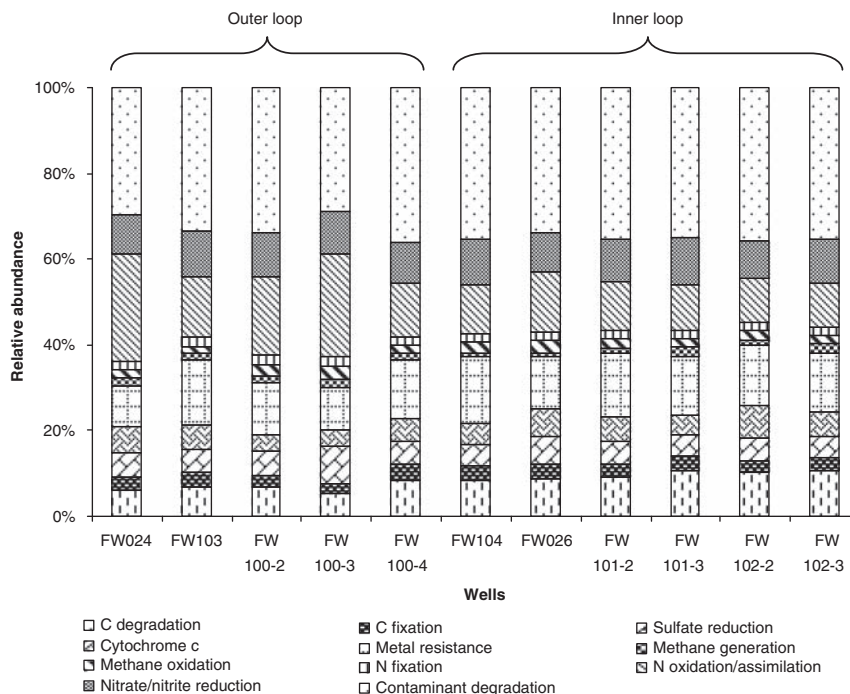 Outer loop
Inner loop
100%
80%
60%
40%
20%
0%
Relative abundance
FW024 FW103 FW FW FW FW104 FW026 FW FW FW FW
100-2 100-3 100-4 101-2 101-3 102-2 102-3
Wells
C degradation C fixation Sulfate reduction
Cytochrome c Metal resistance Methane generation
Methane oxidation N fixation N oxidation/assimilation
Nitrate/nitrite reduction Contaminant degradation